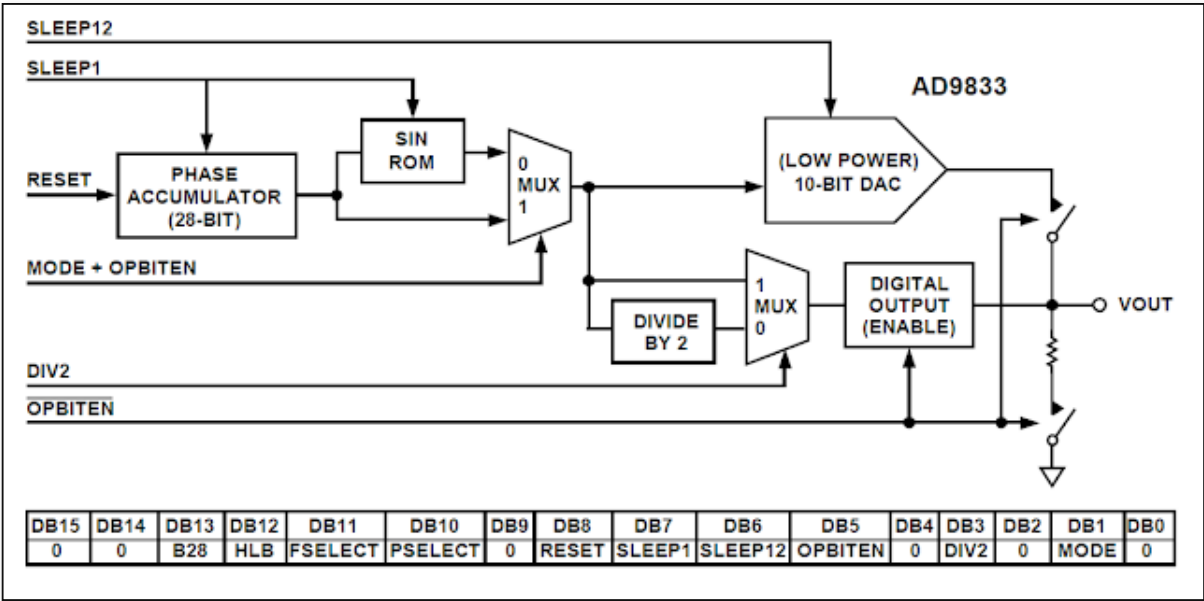 SLEEP12
SLEEP1
AD9833
SIN
ROM
(LOW POWER)
10-BIT DAC
0
MUX
1
PHASE
ACCUMULATOR
(28-BIT)
RESET
MODE + OPBITEN
1
MUX
0
DIVIDE
BY 2
DIGITAL
OUTPUT
(ENABLE)
VOUT
DIV2
OPBITEN
DB15 DB14 DB13 DB12 DB11 DB10 DB9 DB8 DB7 DB6 DB5 DB4 DB3 DB2 DB1 DB0
0 0 B28 HLB FSELECT PSELECT 0 RESET SLEEP1 SLEEP12 OPBITEN 0 DIV2 0 MODE 0